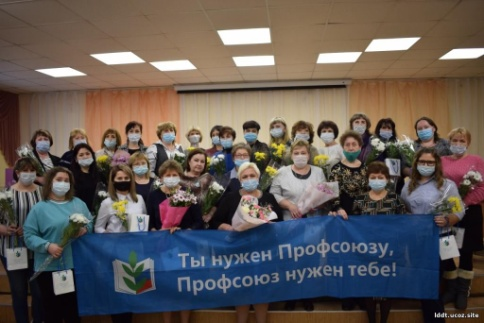 Ты нужен Профсоюзу,
Профсоюз нужен тебе!
lddt.ucoz.site